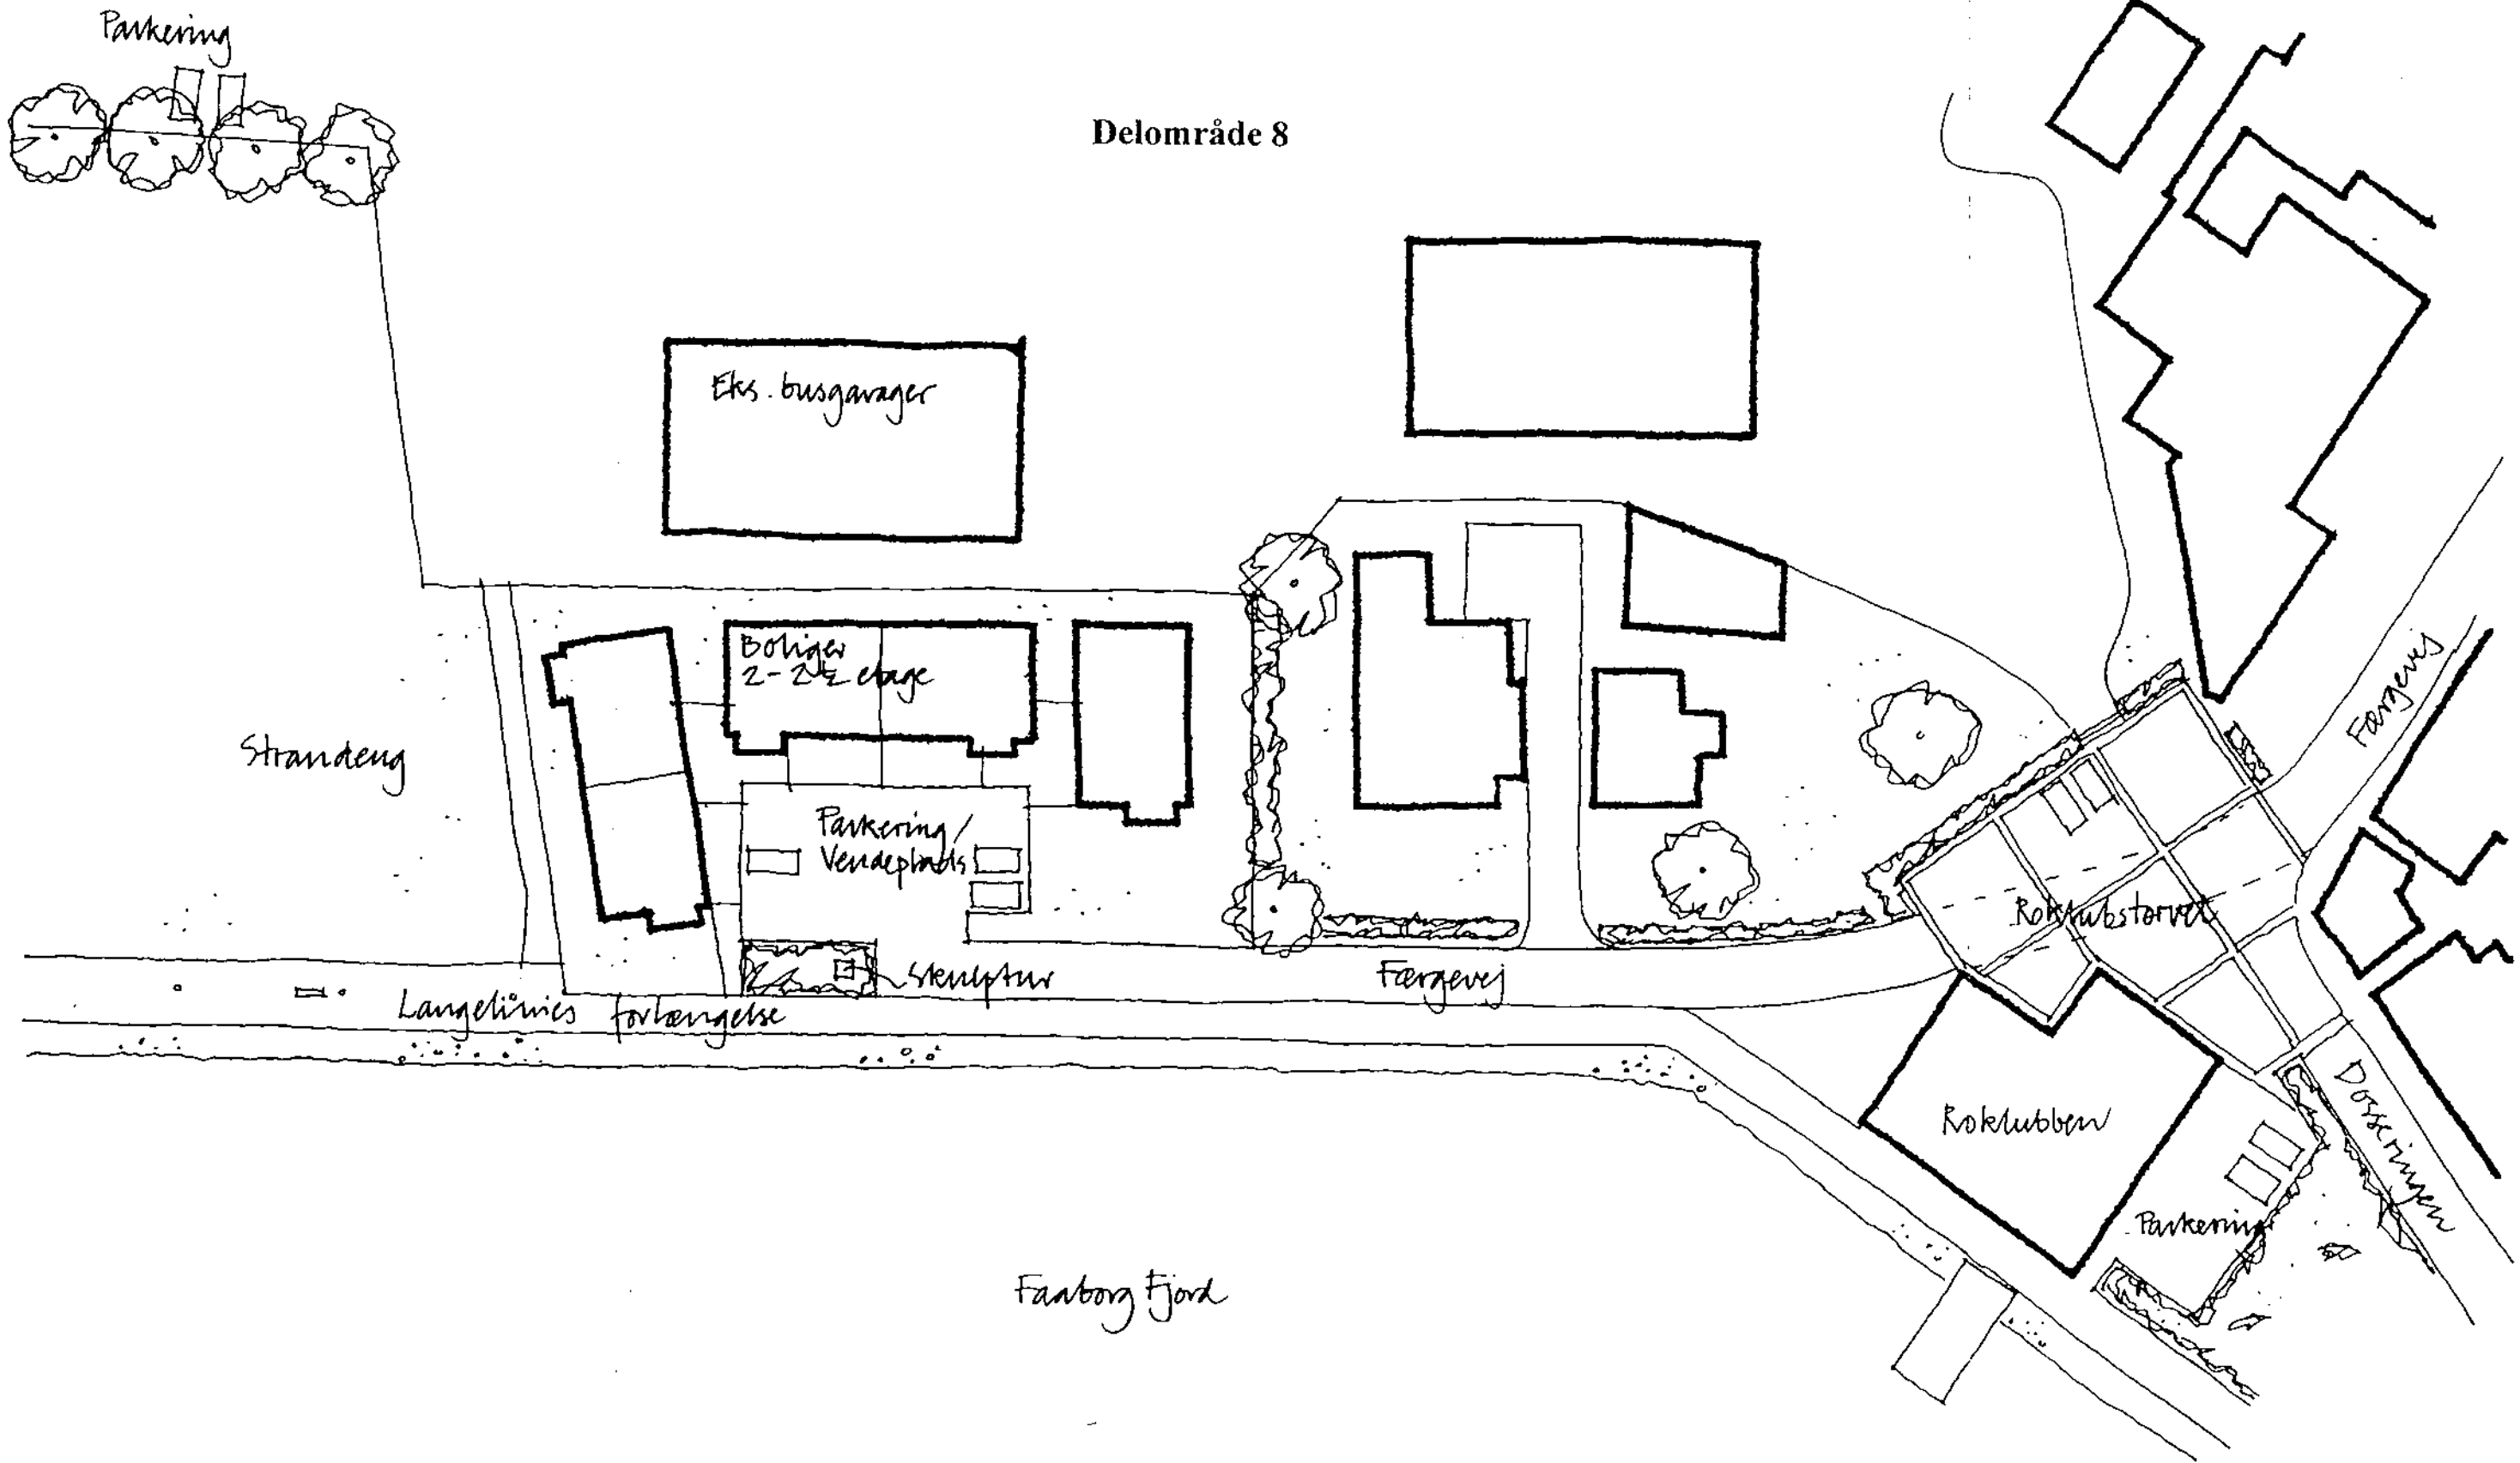 Parkering
Delområde 8
Eks. busgarager
Boliger
2-2½ etage
Færgevej
Strandeng
Parkering/
Vendeplads
Roklubstorvet
Skulptur
Færgevej
Langeliinies forlængelse
Dosseringen
Roklubben
Parkering
Faaborg Fjord